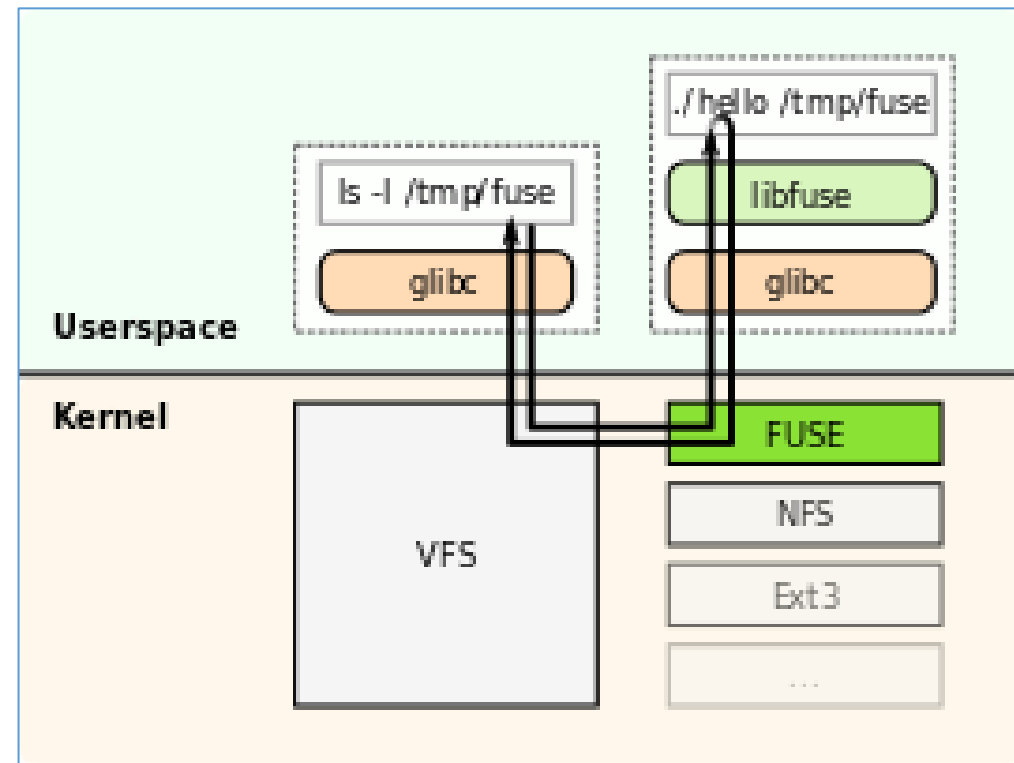 ./hello /tmp/fuse
ls -l /tmp/fuse
libfuse
glibc
glibc
Userspace
Kernel
FUSE
NFS
VFS
Ext3
...